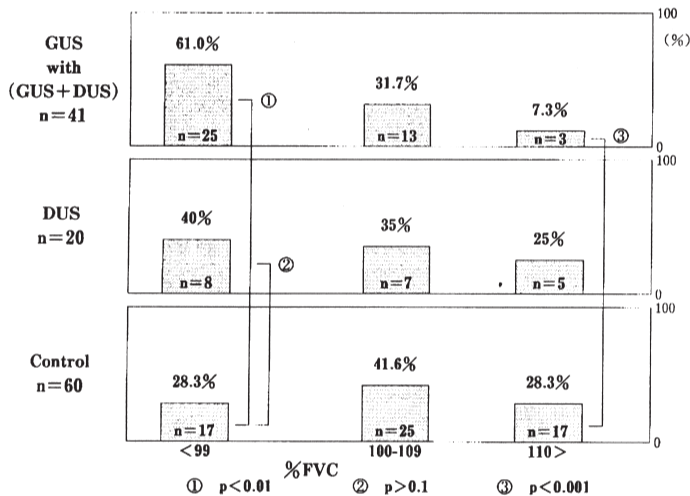 100
(%)
GUS
with
(GUS+DUS)
n=41
61.0%
31.7%
7.3%
①
③
n=25
n=13
n=3
0
100
DUS
n=20
40%
35%
25%
②
n=8
n=7
n=5
0
100
Control
n=60
28.3%
41.6%
28.3%
n=17
n=25
n=17
0
<99
100-109
110>
%FVC
① p<0.01 ② p>0.1 ③ p<0.001